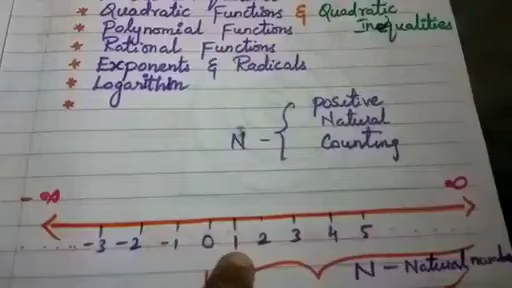 * Quadratic Functions & Quadratic Inequalities
* Polynomial Functions
* Rational Functions
* Exponents & Radicals
* Logarithm
*
N - { positive
Natural
Counting
- ∞ ∞
..... -3 -2 -1 0 1 2 3 4 5 .....
N - Natural number